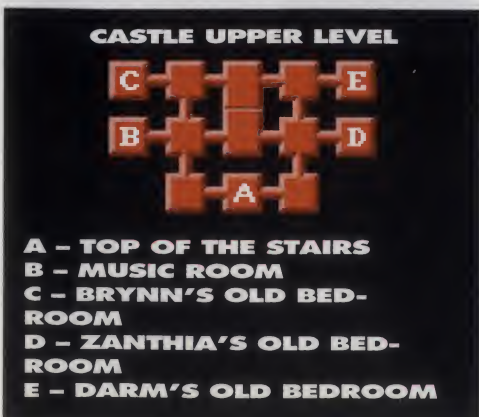 CASTLE UPPER LEVEL
C E
B D
A
A – TOP OF THE STAIRS
B – MUSIC ROOM
C – BRYNN'S OLD BED-
ROOM
D – ZANTHIA'S OLD BED-
ROOM
E – DARM'S OLD BEDROOM